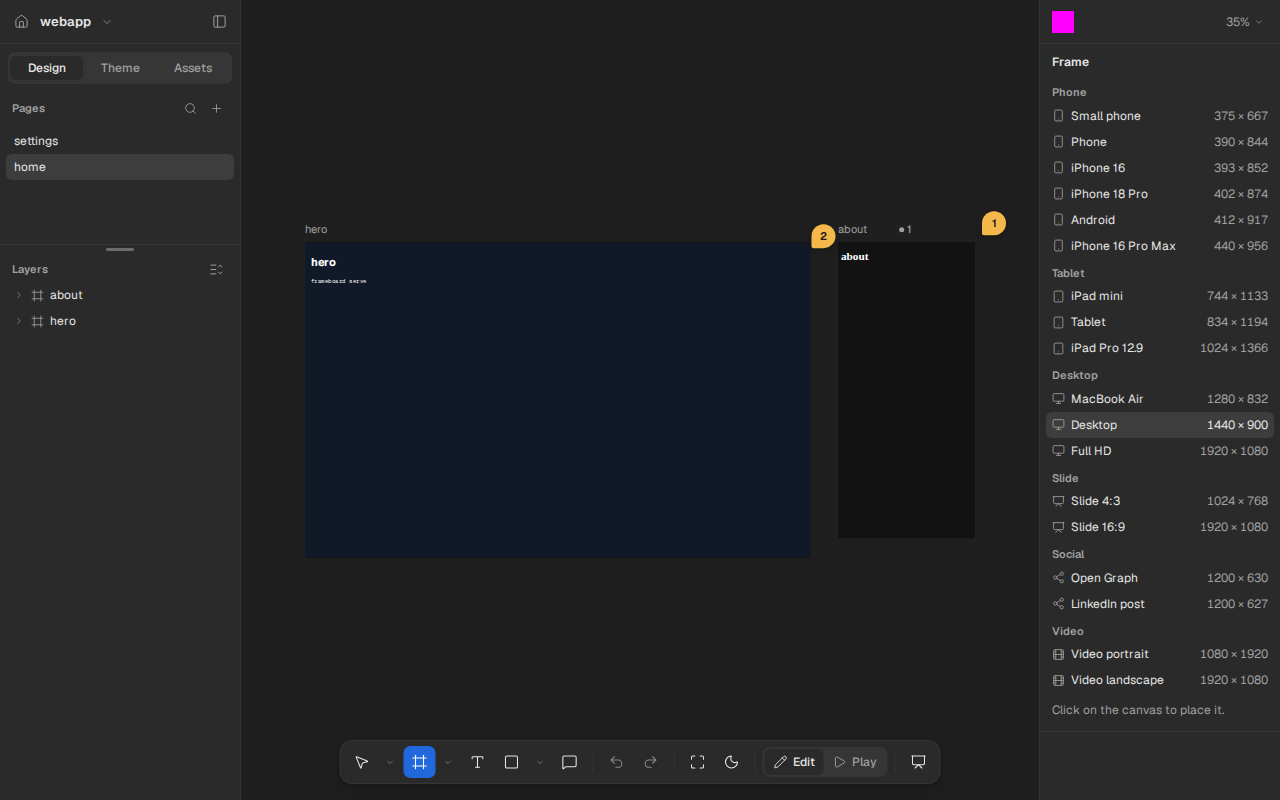 webapp
Design Theme Assets
Pages
settings
home
Layers
about
hero
hero
2
about 1
1
hero
frameboard serve
about
Edit Play
35%
Frame
Phone
Small phone 375 × 667
Phone 390 × 844
iPhone 16 393 × 852
iPhone 18 Pro 402 × 874
Android 412 × 917
iPhone 16 Pro Max 440 × 956
Tablet
iPad mini 744 × 1133
Tablet 834 × 1194
iPad Pro 12.9 1024 × 1366
Desktop
MacBook Air 1280 × 832
Desktop 1440 × 900
Full HD 1920 × 1080
Slide
Slide 4:3 1024 × 768
Slide 16:9 1920 × 1080
Social
Open Graph 1200 × 630
LinkedIn post 1200 × 627
Video
Video portrait 1080 × 1920
Video landscape 1920 × 1080
Click on the canvas to place it.